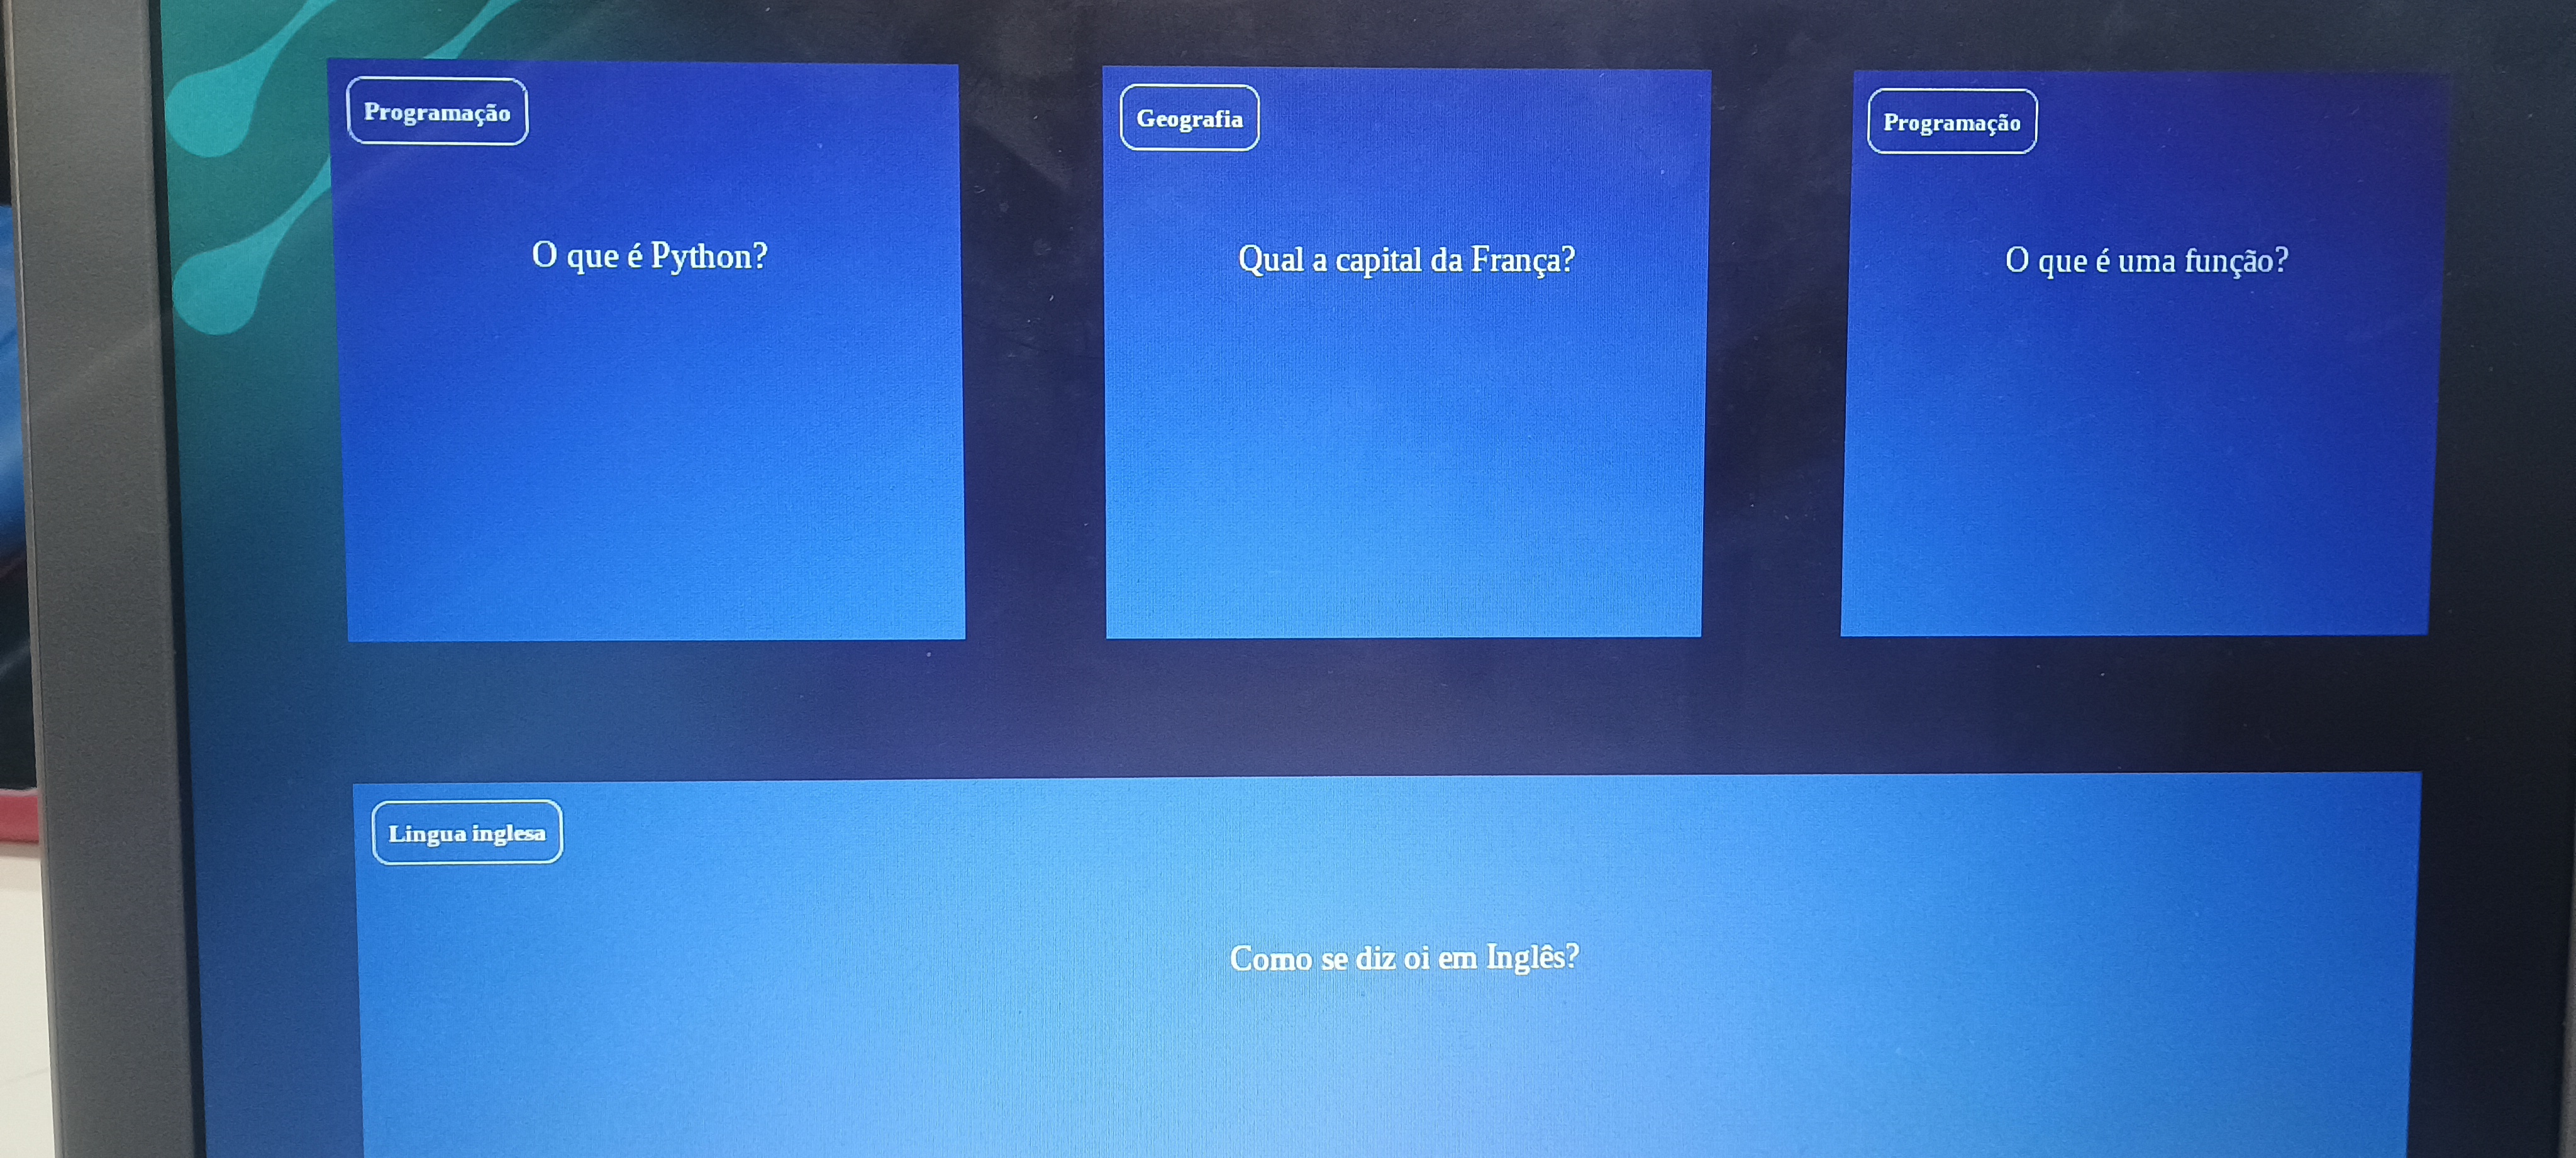 Programação
O que é Python?
Geografia
Qual a capital da França?
Programação
O que é uma função?
Lingua inglesa
Como se diz oi em Inglês?